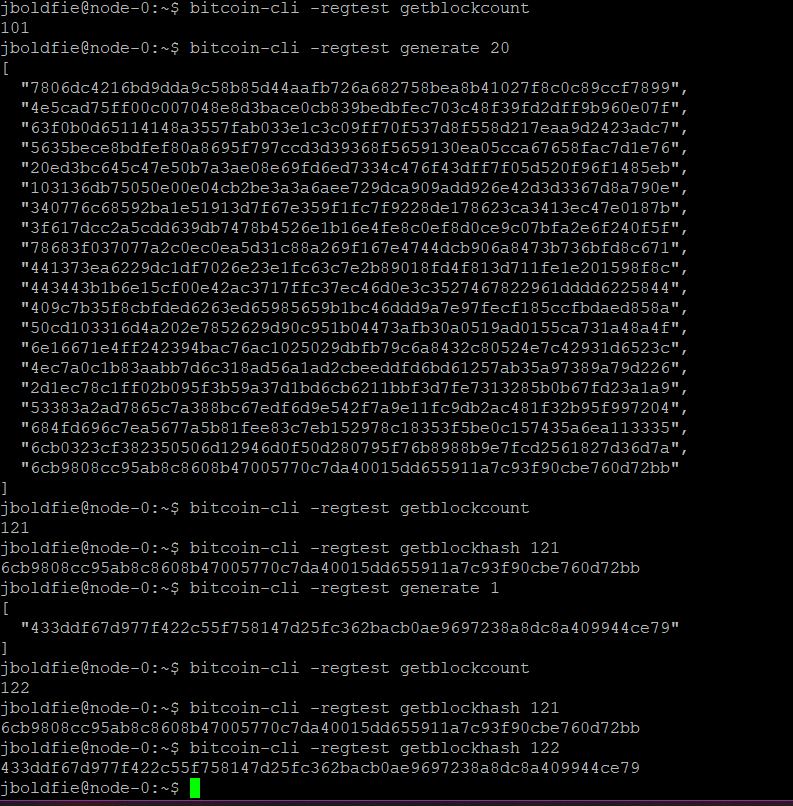 jboldfie@node-0:~$ bitcoin-cli -regtest getblockcount
101
jboldfie@node-0:~$ bitcoin-cli -regtest generate 20
[
  "7806dc4216bd9dda9c58b85d44aafb726a682758bea8b41027f8c0c89ccf7899",
  "4e5cad75ff00c007048e8d3bace0cb839bedbfec703c48f39fd2dff9b960e07f",
  "63f0b0d65114148a3557fab033e1c3c09ff70f537d8f558d217eaa9d2423adc7",
  "5635bece8bdfef80a8695f797ccd3d39368f5659130ea05cca67658fac7d1e76",
  "20ed3bc645c47e50b7a3ae08e69fd6ed7334c476f43dff7f05d520f96f1485eb",
  "103136db75050e00e04cb2be3a3a6aee729dca909add926e42d3d3367d8a790e",
  "340776c68592ba1e51913d7f67e359f1fc7f9228de178623ca3413ec47e0187b",
  "3f617dcc2a5cdd639db7478b4526e1b16e4fe8c0ef8d0ce9c07bfa2e6f240f5f",
  "78683f037077a2c0ec0ea5d31c88a269f167e4744dcb906a8473b736bfd8c671",
  "441373ea6229dc1df7026e23e1fc63c7e2b89018fd4f813d711fe1e201598f8c",
  "443443b1b6e15cf00e42ac3717ffc37ec46d0e3c3527467822961dddd6225844",
  "409c7b35f8cbfded6263ed65985659b1bc46ddd9a7e97fecf185ccfbdaed858a",
  "50cd103316d4a202e7852629d90c951b04473afb30a0519ad0155ca731a48a4f",
  "6e16671e4ff242394bac76ac1025029dbfb79c6a8432c80524e7c42931d6523c",
  "4ec7a0c1b83aabb7d6c318ad56a1ad2cbeeddfd6bd61257ab35a97389a79d226",
  "2d1ec78c1ff02b095f3b59a37d1bd6cb6211bbf3d7fe7313285b0b67fd23a1a9",
  "53383a2ad7865c7a388bc67edf6d9e542f7a9e11fc9db2ac481f32b95f997204",
  "684fd696c7ea5677a5b81fee83c7eb152978c18353f5be0c157435a6ea113335",
  "6cb0323cf382350506d12946d0f50d280795f76b8988b9e7fcd2561827d36d7a",
  "6cb9808cc95ab8c8608b47005770c7da40015dd655911a7c93f90cbe760d72bb"
]
jboldfie@node-0:~$ bitcoin-cli -regtest getblockcount
121
jboldfie@node-0:~$ bitcoin-cli -regtest getblockhash 121
6cb9808cc95ab8c8608b47005770c7da40015dd655911a7c93f90cbe760d72bb
jboldfie@node-0:~$ bitcoin-cli -regtest generate 1
[
  "433ddf67d977f422c55f758147d25fc362bacb0ae9697238a8dc8a409944ce79"
]
jboldfie@node-0:~$ bitcoin-cli -regtest getblockcount
122
jboldfie@node-0:~$ bitcoin-cli -regtest getblockhash 121
6cb9808cc95ab8c8608b47005770c7da40015dd655911a7c93f90cbe760d72bb
jboldfie@node-0:~$ bitcoin-cli -regtest getblockhash 122
433ddf67d977f422c55f758147d25fc362bacb0ae9697238a8dc8a409944ce79
jboldfie@node-0:~$